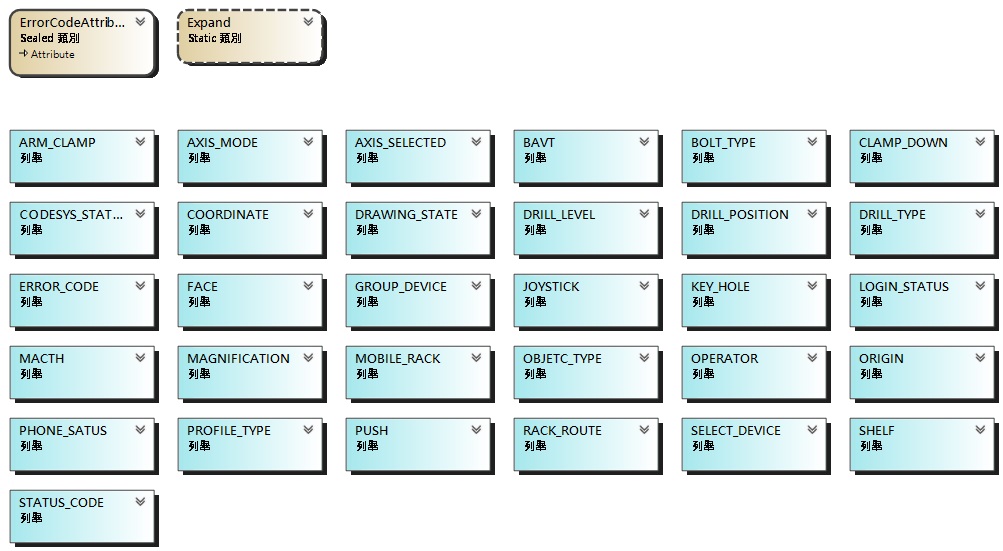 ErrorCodeAttrib...
Sealed 類別
Attribute
Expand
Static 類別
ARM_CLAMP
列舉
AXIS_MODE
列舉
AXIS_SELECTED
列舉
BAVT
列舉
BOLT_TYPE
列舉
CLAMP_DOWN
列舉
CODESYS_STAT...
列舉
COORDINATE
列舉
DRAWING_STATE
列舉
DRILL_LEVEL
列舉
DRILL_POSITION
列舉
DRILL_TYPE
列舉
ERROR_CODE
列舉
FACE
列舉
GROUP_DEVICE
列舉
JOYSTICK
列舉
KEY_HOLE
列舉
LOGIN_STATUS
列舉
MACTH
列舉
MAGNIFICATION
列舉
MOBILE_RACK
列舉
OBJETC_TYPE
列舉
OPERATOR
列舉
ORIGIN
列舉
PHONE_SATUS
列舉
PROFILE_TYPE
列舉
PUSH
列舉
RACK_ROUTE
列舉
SELECT_DEVICE
列舉
SHELF
列舉
STATUS_CODE
列舉